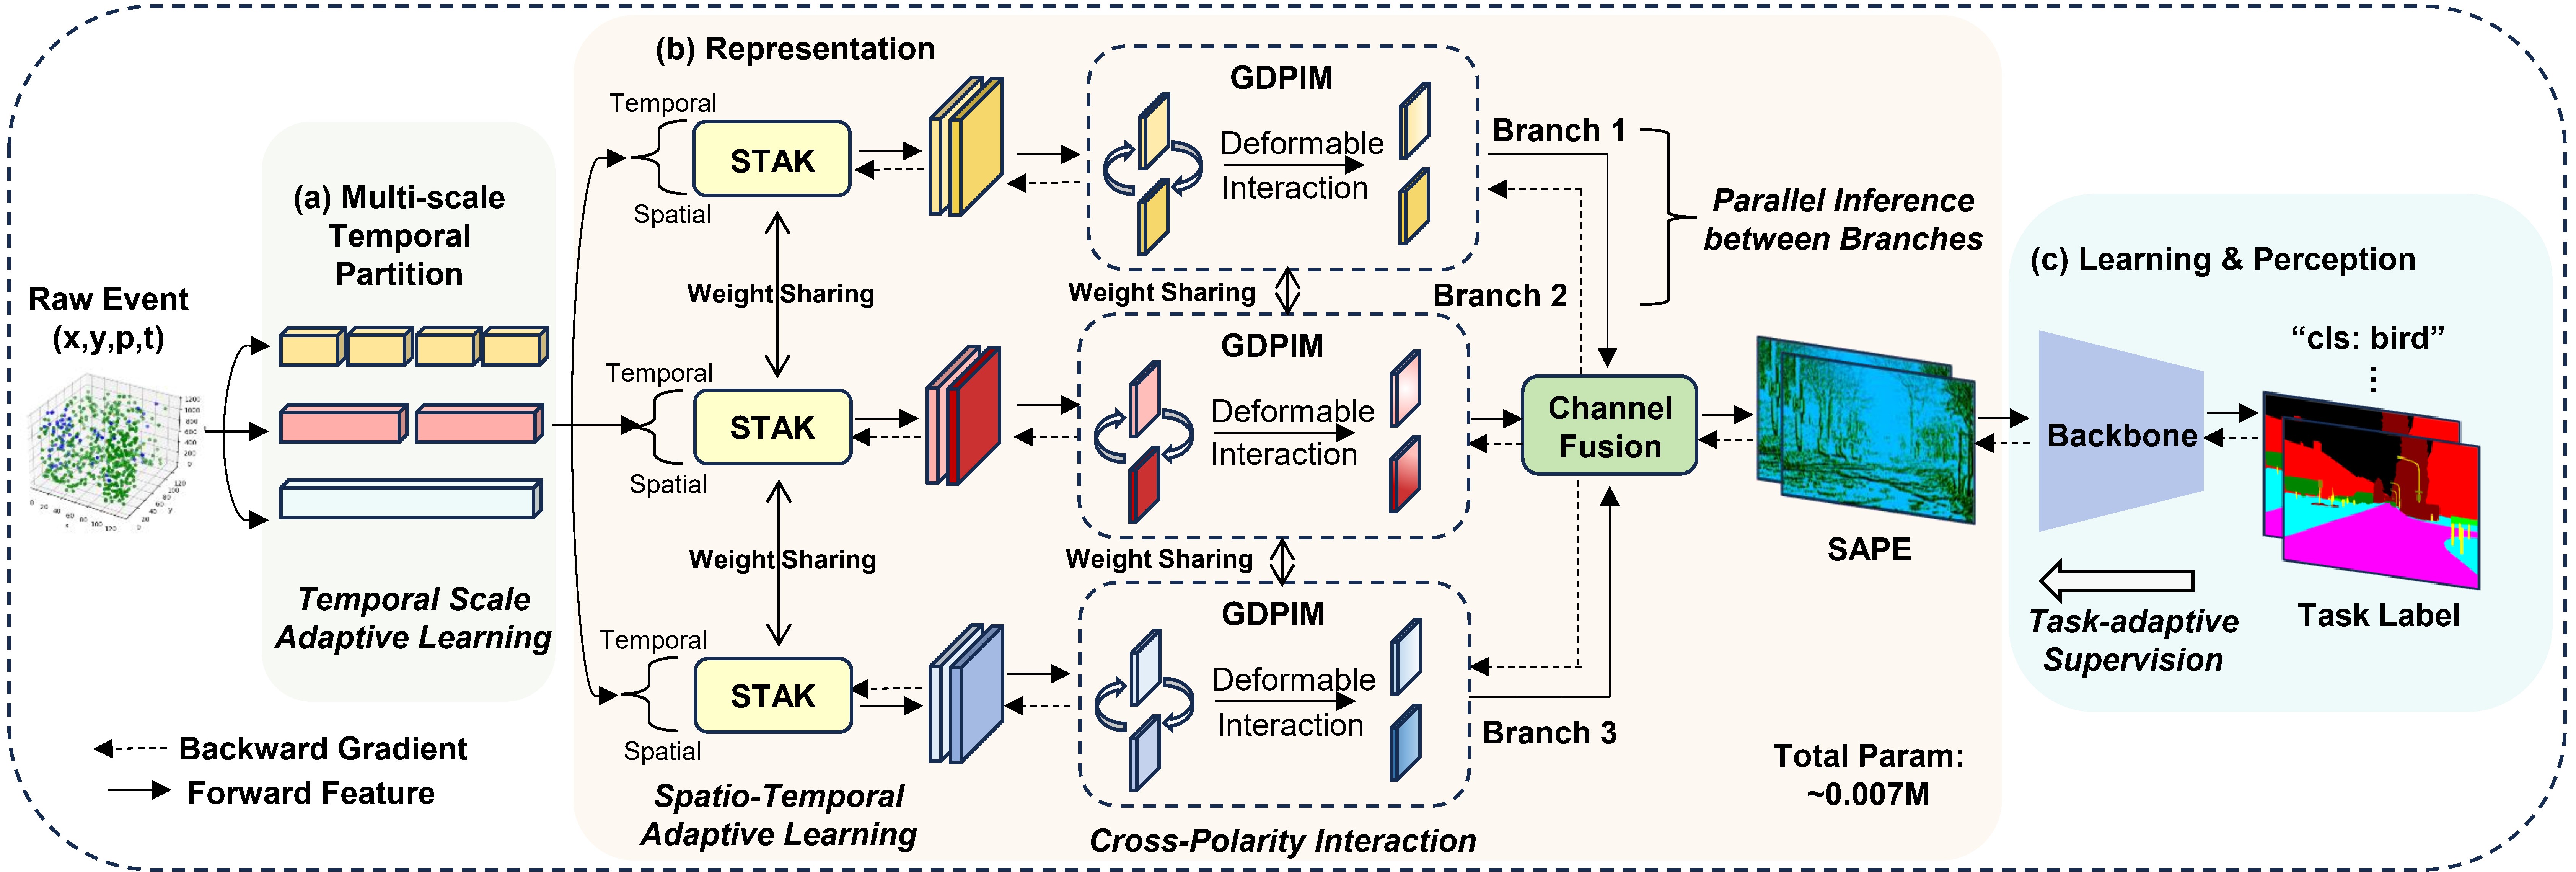 (b) Representation
(a) Multi-scale
Temporal
Partition
Raw Event
(x,y,p,t)
Temporal Scale
Adaptive Learning
Backward Gradient
Forward Feature
Temporal
STAK
Spatial
Weight Sharing
Temporal
STAK
Spatial
Weight Sharing
Temporal
STAK
Spatial
Spatio-Temporal
Adaptive Learning
GDPIM
Deformable
Interaction
Weight Sharing
GDPIM
Deformable
Interaction
Weight Sharing
GDPIM
Deformable
Interaction
Cross-Polarity Interaction
Branch 1
Branch 2
Branch 3
Parallel Inference
between Branches
Channel
Fusion
SAPE
Total Param:
~0.007M
(c) Learning & Perception
“cls: bird”
Backbone
Task-adaptive
Supervision
Task Label